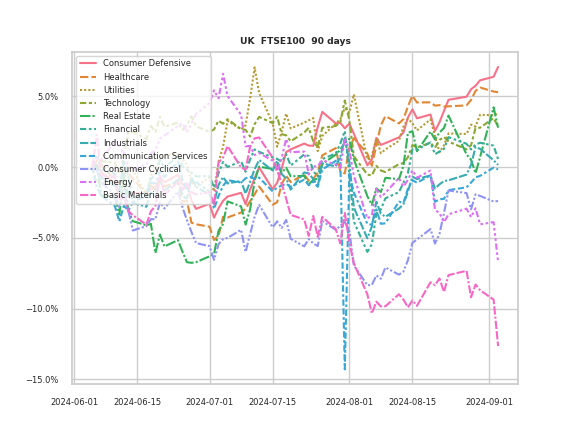 UK  FTSE100  90 days
Consumer Defensive
Healthcare
Utilities
Technology
Real Estate
Financial
Industrials
Communication Services
Consumer Cyclical
Energy
Basic Materials
5.0%
0.0%
−5.0%
−10.0%
−15.0%
2024-06-01 2024-06-15 2024-07-01 2024-07-15 2024-08-01 2024-08-15 2024-09-01